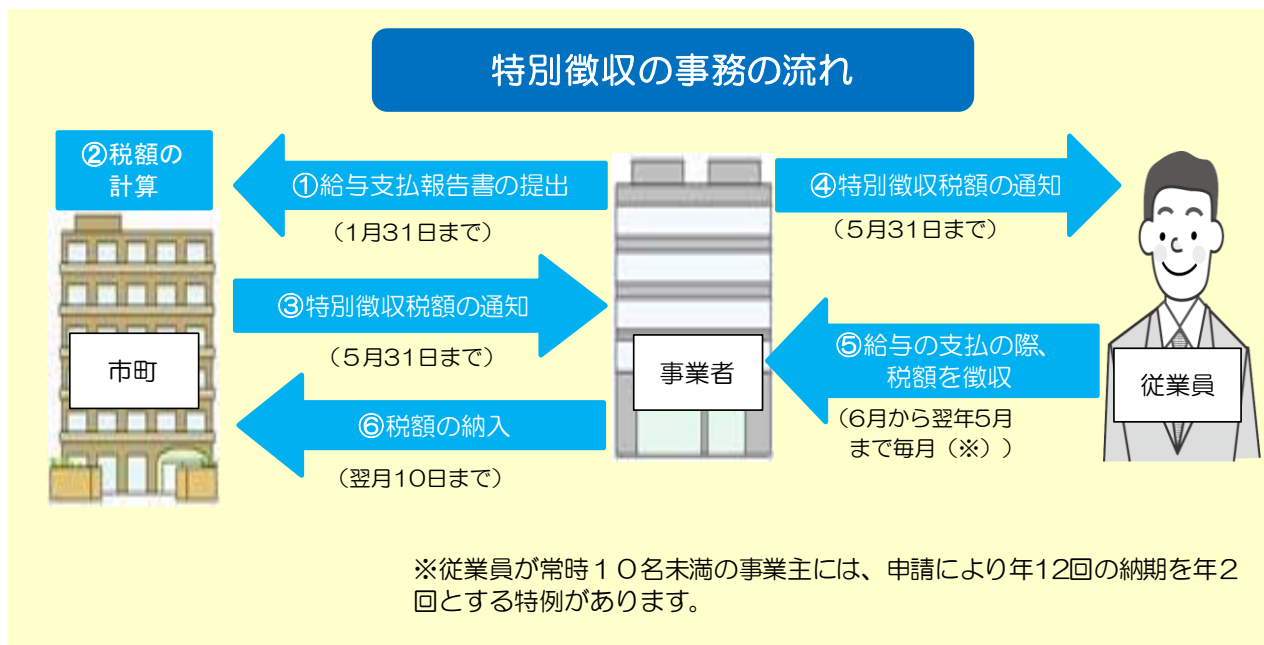 特別徴収の事務の流れ
②税額の
計算
①給与支払報告書の提出
（1月31日まで）
④特別徴収税額の通知
（5月31日まで）
③特別徴収税額の通知
（5月31日まで）
市町
事業者
⑤給与の支払の際、
税額を徴収
（6月から翌年5月
まで毎月（※））
従業員
⑥税額の納入
（翌月10日まで）
※従業員が常時１０名未満の事業主には、申請により年12回の納期を年２
回とする特例があります。